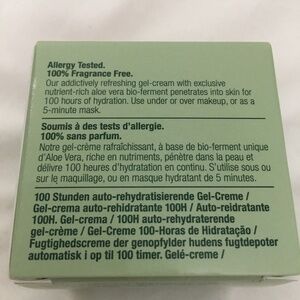 Allergy Tested.
100% Fragrance Free.
Our addictively refreshing gel-cream with exclusive
nutrient-rich aloe vera bio-ferment penetrates into skin for
100 hours of hydration. Use under or over makeup, or as a
5-minute mask.
Soumis à des tests d'allergie.
100% sans parfum.
Notre gel-crème rafraîchissant, à base de bio-ferment unique
d'Aloe Vera, riche en nutriments, pénètre dans la peau et
délivre 100 heures d'hydratation en continu. S'utilise sous ou
sur le maquillage, ou en masque hydratant de 5 minutes.
100 Stunden auto-rehydratisierende Gel-Creme /
Gel-crema auto-rehidratante 100H / Auto-reidratante
100H. Gel-crema / 100H auto-rehydraterende
gel-crème / Gel-Creme 100-Horas de Hidratação /
Fugtighedscreme der genopfylder hudens fugtdepoter
automatisk i op til 100 timer. Gelé-creme /